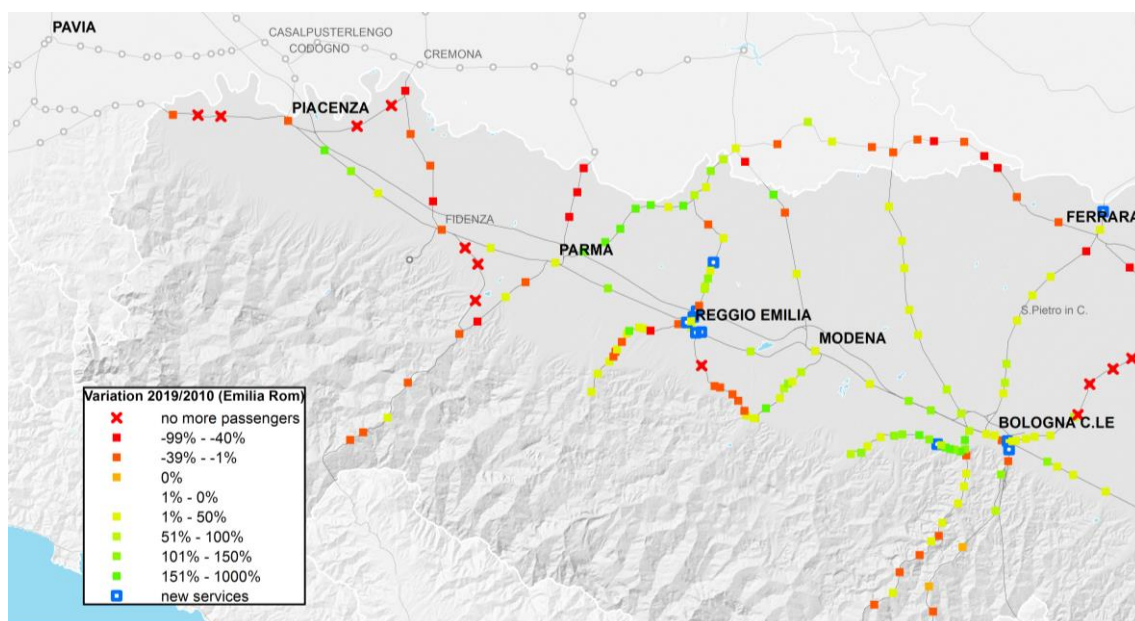 PAVIA
CASALPUSTERLENGO
CODOGNO
CREMONA
PIACENZA
FIDENZA
PARMA
FERRARA
S.Pietro in C.
REGGIO EMILIA
MODENA
BOLOGNA C.LE
Variation 2019/2010 (Emilia Rom)
no more passengers
-99% - -40%
-39% - -1%
0%
1% - 0%
1% - 50%
51% - 100%
101% - 150%
151% - 1000%
new services